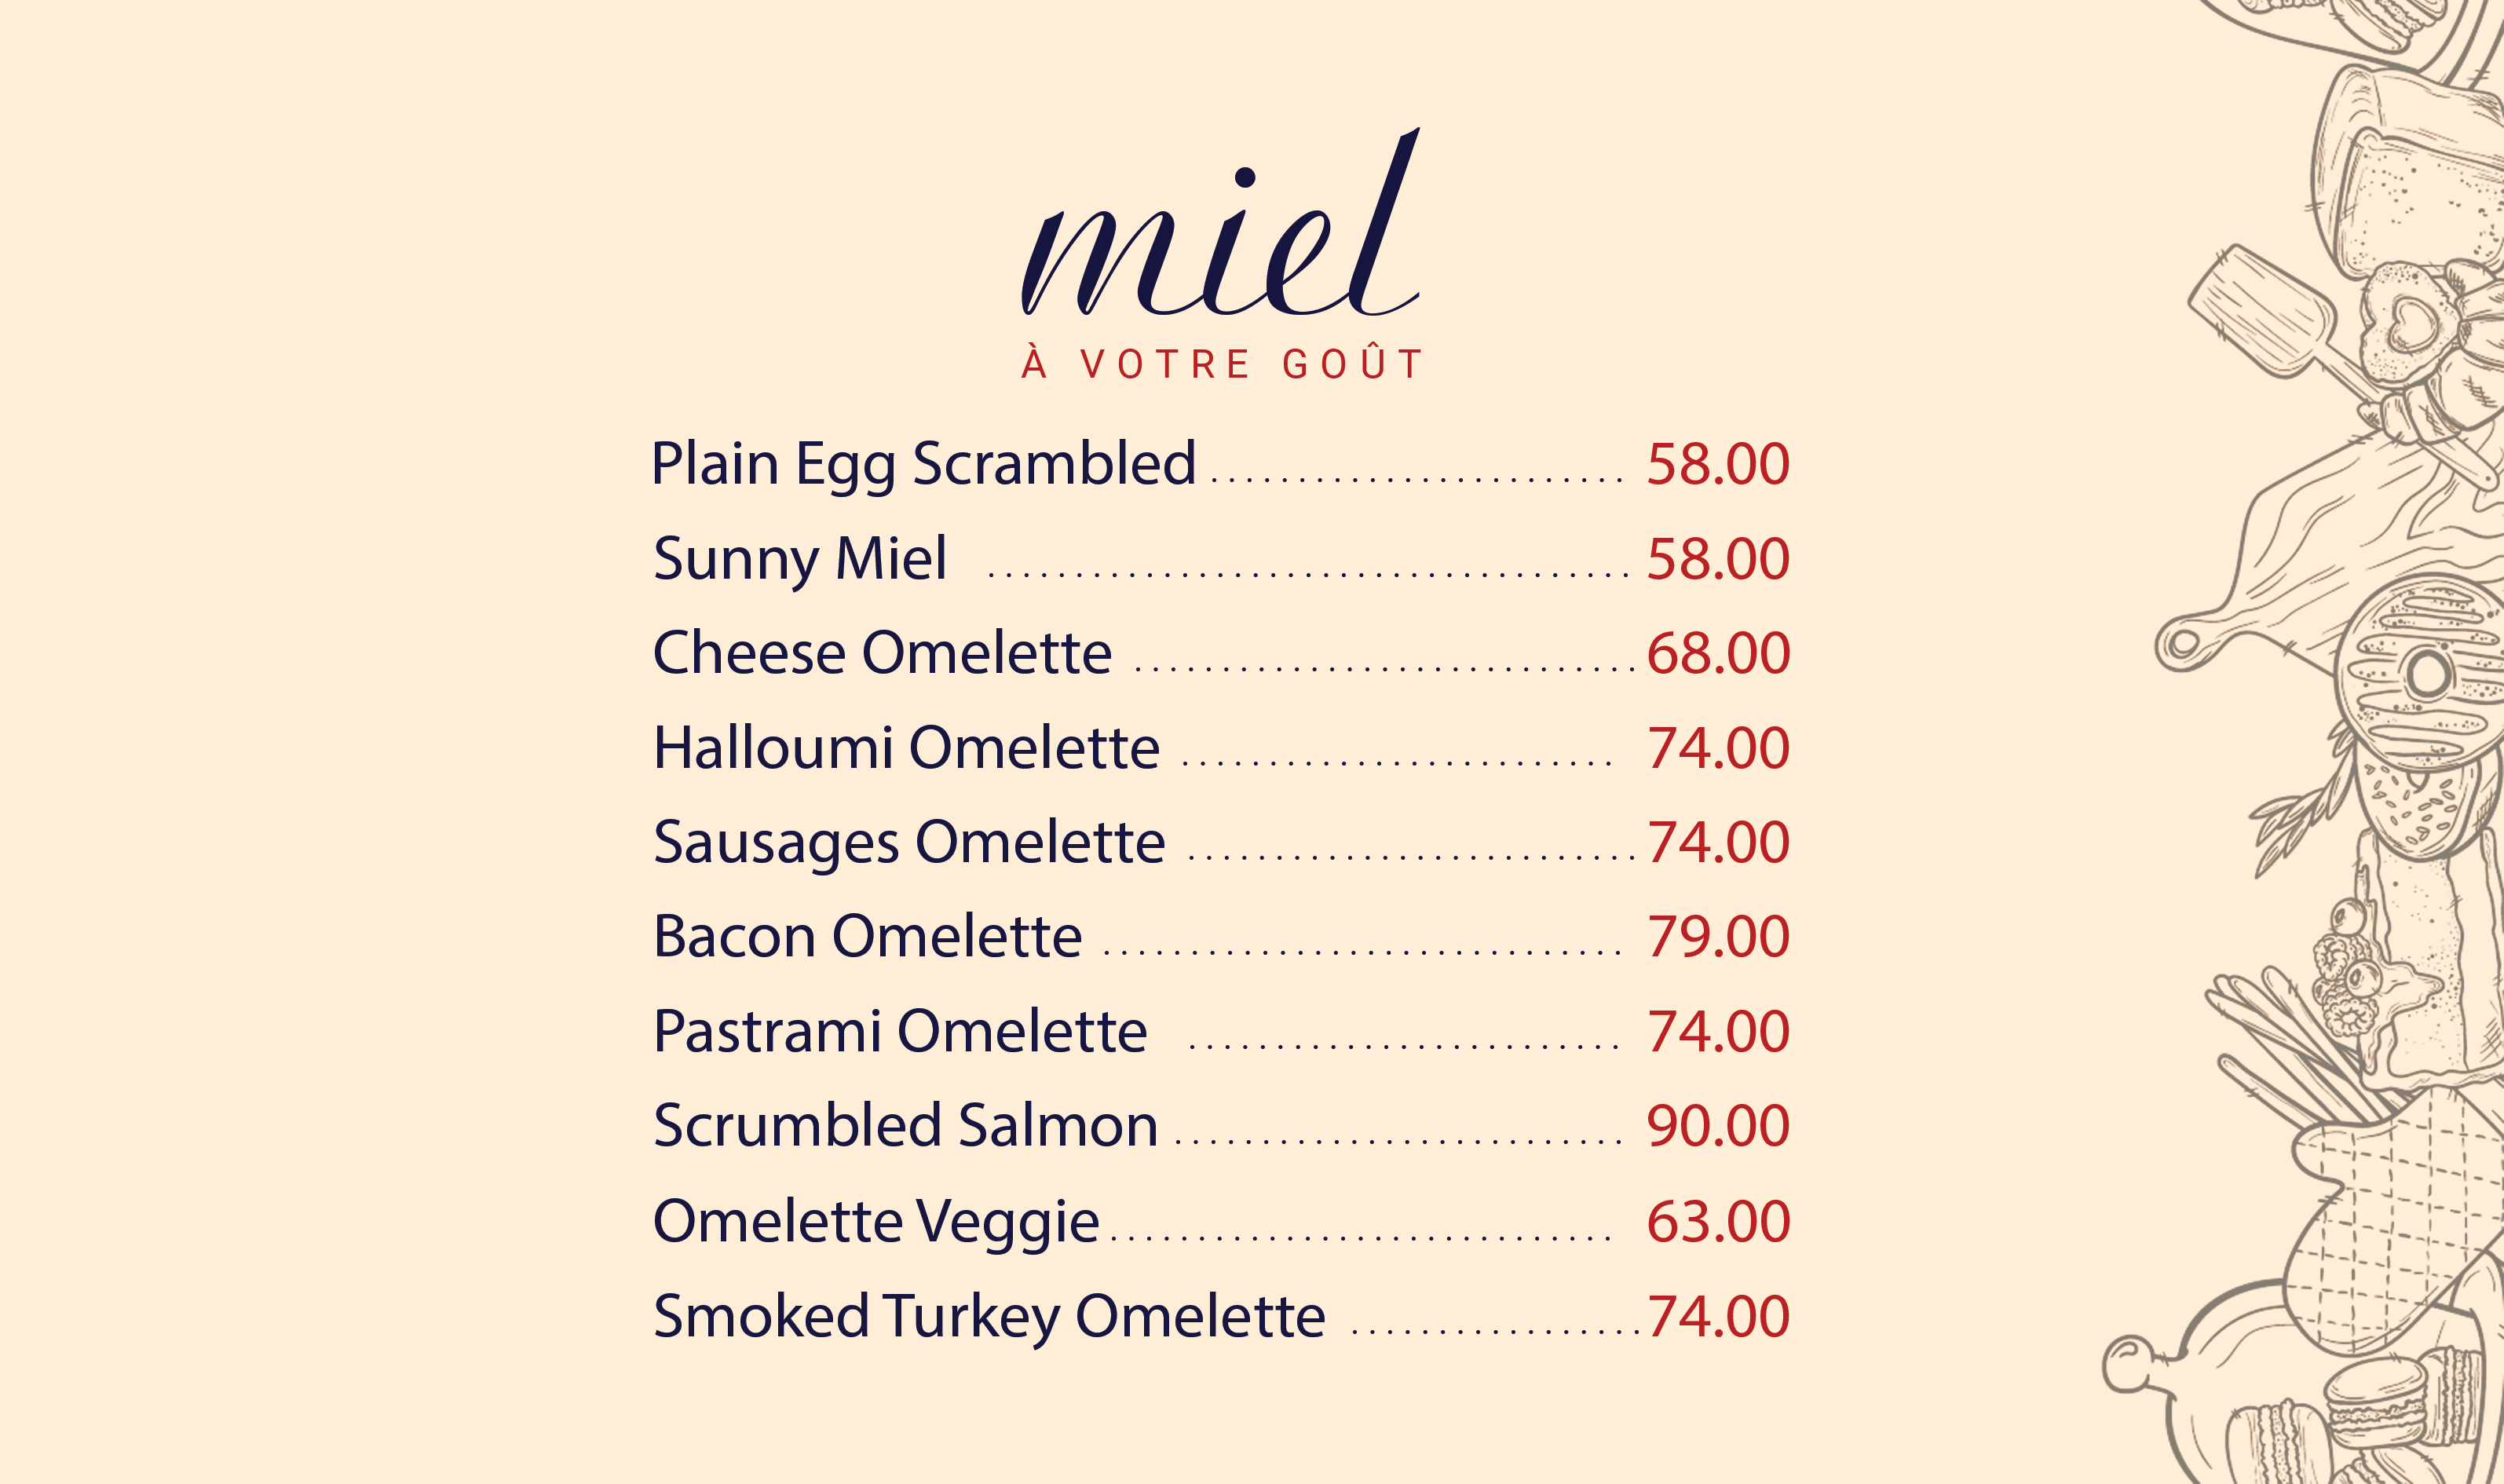 miel
À VOTRE GOÛT
Plain Egg Scrambled ........................ 58.00
Sunny Miel ..................................... 58.00
Cheese Omelette ............................. 68.00
Halloumi Omelette ......................... 74.00
Sausages Omelette .......................... 74.00
Bacon Omelette .............................. 79.00
Pastrami Omelette ......................... 74.00
Scrumbled Salmon .......................... 90.00
Omelette Veggie ............................. 63.00
Smoked Turkey Omelette ................. 74.00